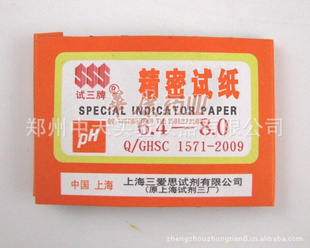 SSS
试三牌
精密试纸
SPECIAL INDICATOR PAPER
6.4—8.0
pH
Q/GHSC 1571-2009
中国 上海
上海三爱思试剂有限公司
(原上海试剂三厂)
zhengzhouzhongtian0